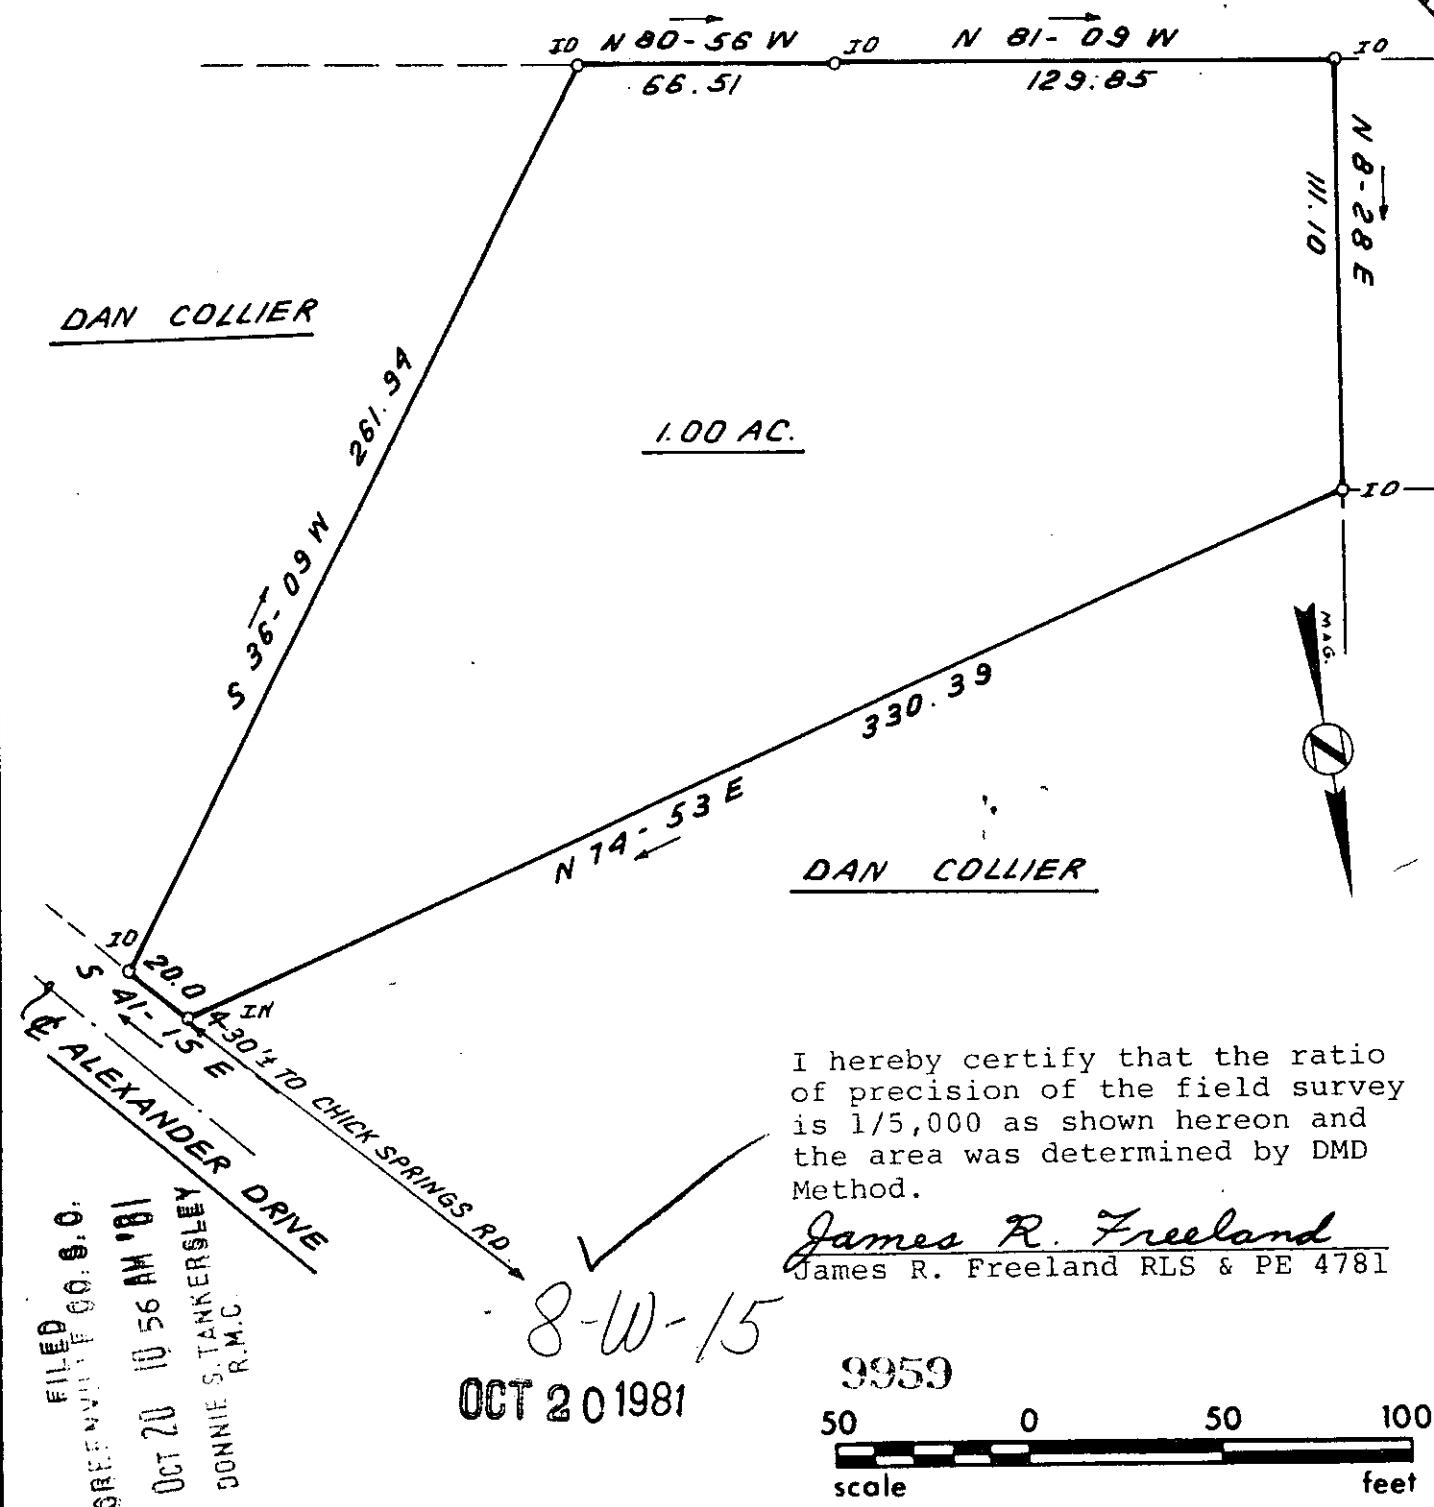 IO N 80-56 W IO N 81-09 W IO
66.51 129.85
N 8-28 E
111.10
DAN COLLIER
S 36-09 W 261.94
1.00 AC.
IO
MAG.
330.39
N 74-53 E
DAN COLLIER
IO
20.0
IN
S 41-15 E
430'± TO CHICK SPRINGS RD.
℄ ALEXANDER DRIVE
I hereby certify that the ratio
of precision of the field survey
is 1/5,000 as shown hereon and
the area was determined by DMD
Method.
James R. Freeland
James R. Freeland RLS & PE 4781
FILED
GREENVILLE CO. S.C.
OCT 20 10 56 AM '81
DONNIE S. TANKERSLEY
R.M.C.
8-W-15
OCT 20 1981
9959
50 0 50 100
scale feet